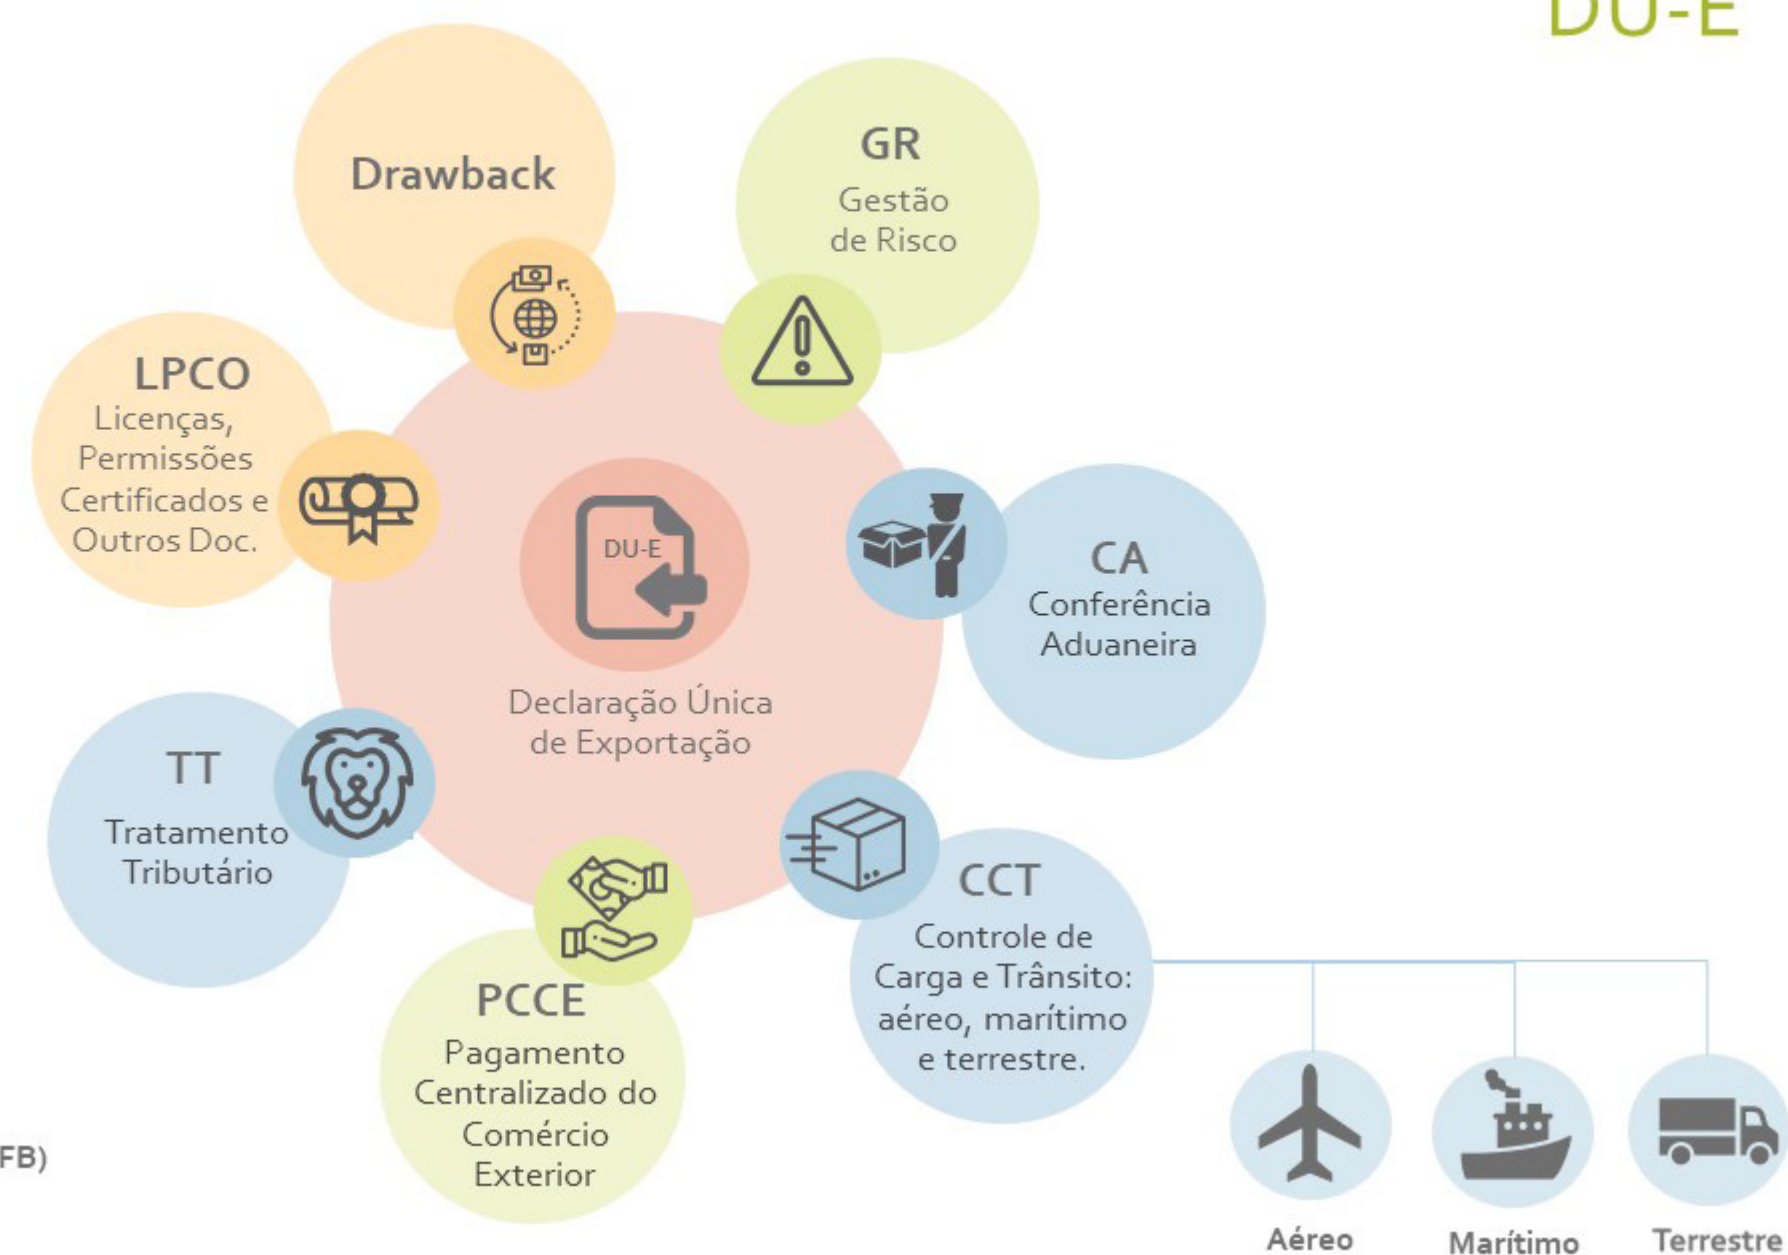 DU-E
Drawback
GR
Gestão
de Risco
LPCO
Licenças,
Permissões
Certificados e
Outros Doc.
DU-E
CA
Conferência
Aduaneira
Declaração Única
de Exportação
TT
Tratamento
Tributário
CCT
Controle de
Carga e Trânsito:
aéreo, marítimo
e terrestre.
PCCE
Pagamento
Centralizado do
Comércio
Exterior
FB)
Aéreo
Marítimo
Terrestre